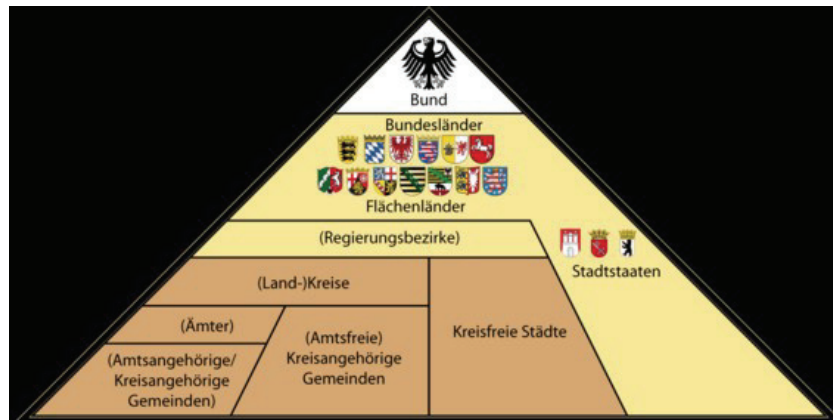 Bund
Bundesländer
Flächenländer
(Regierungsbezirke)
Stadtstaaten
(Land-)Kreise
(Ämter)
(Amtsfreie)
Kreisangehörige
Gemeinden
Kreisfreie Städte
(Amtsangehörige/
Kreisangehörige
Gemeinden)